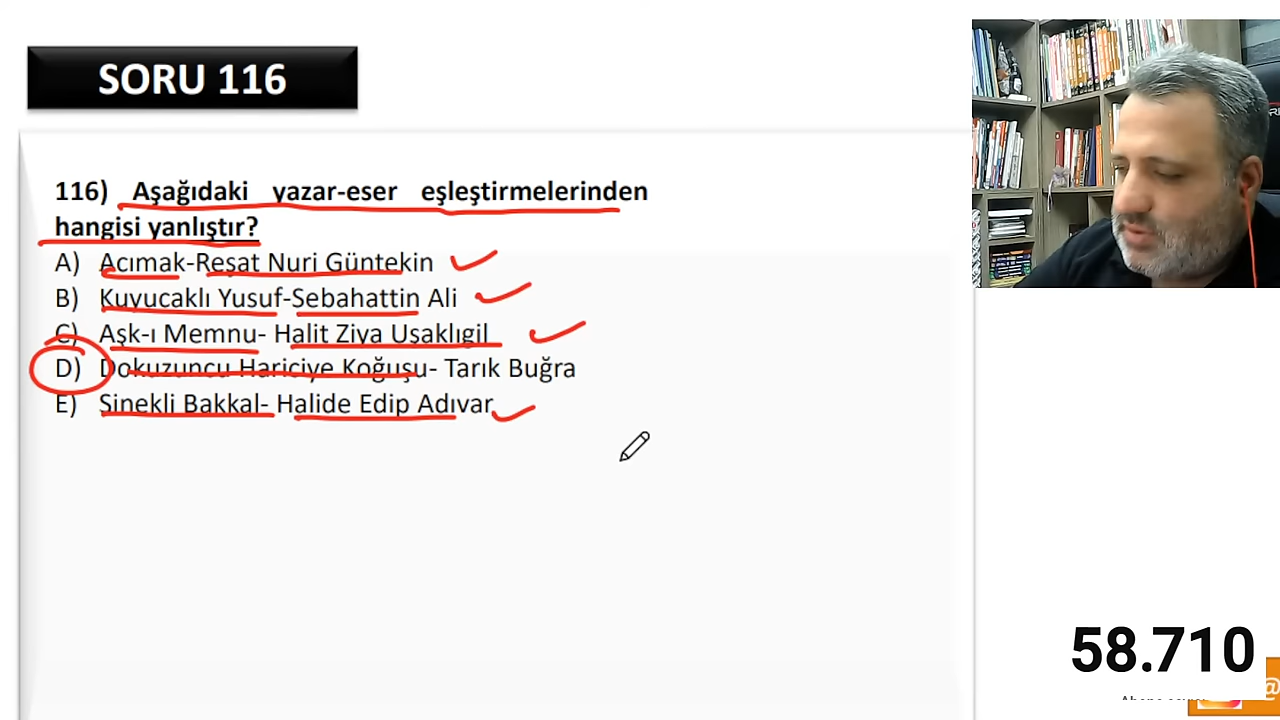 SORU 116
116) Aşağıdaki yazar-eser eşleştirmelerinden
hangisi yanlıştır?
A) Acımak-Reşat Nuri Güntekin
B) Kuyucaklı Yusuf-Sebahattin Ali
C) Aşk-ı Memnu- Halit Ziya Uşaklıgil
D) Dokuzuncu Hariciye Koğuşu- Tarık Buğra
E) Sinekli Bakkal- Halide Edip Adıvar
58.710
@